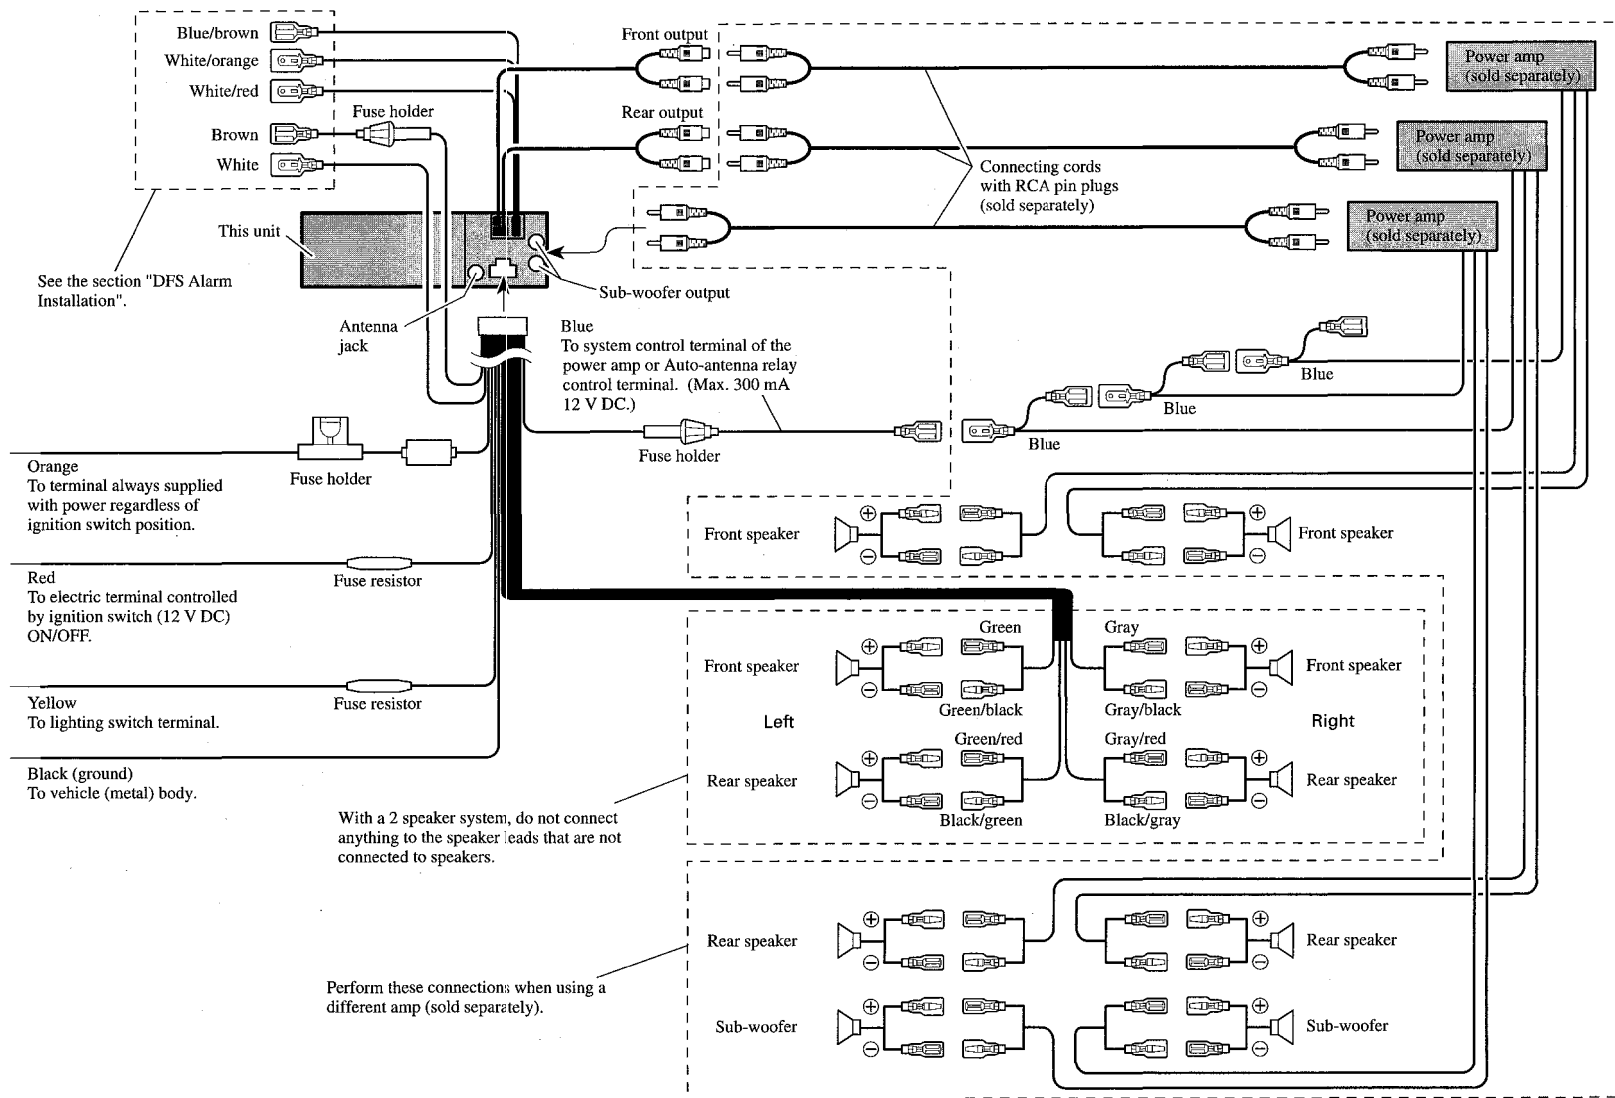 Blue/brown
White/orange
White/red
Brown
White
Fuse holder
Front output
Rear output
Power amp
(sold separately)
Power amp
(sold separately)
Power amp
(sold separately)
Connecting cords
with RCA pin plugs
(sold separately)
This unit
See the section "DFS Alarm
Installation".
Antenna
jack
Sub-woofer output
Blue
To system control terminal of the
power amp or Auto-antenna relay
control terminal. (Max. 300 mA
12 V DC.)
Fuse holder
Blue
Blue
Blue
Orange
To terminal always supplied
with power regardless of
ignition switch position.
Fuse holder
Red
To electric terminal controlled
by ignition switch (12 V DC)
ON/OFF.
Fuse resistor
Yellow
To lighting switch terminal.
Fuse resistor
Black (ground)
To vehicle (metal) body.
Front speaker
+
−
+
−
Front speaker
Green
Gray
Front speaker
+
−
+
−
Front speaker
Green/black
Gray/black
Left
Right
Green/red
Gray/red
Rear speaker
+
−
+
−
Rear speaker
Black/green
Black/gray
With a 2 speaker system, do not connect
anything to the speaker leads that are not
connected to speakers.
Rear speaker
+
−
+
−
Rear speaker
Perform these connections when using a
different amp (sold separately).
Sub-woofer
+
−
+
−
Sub-woofer